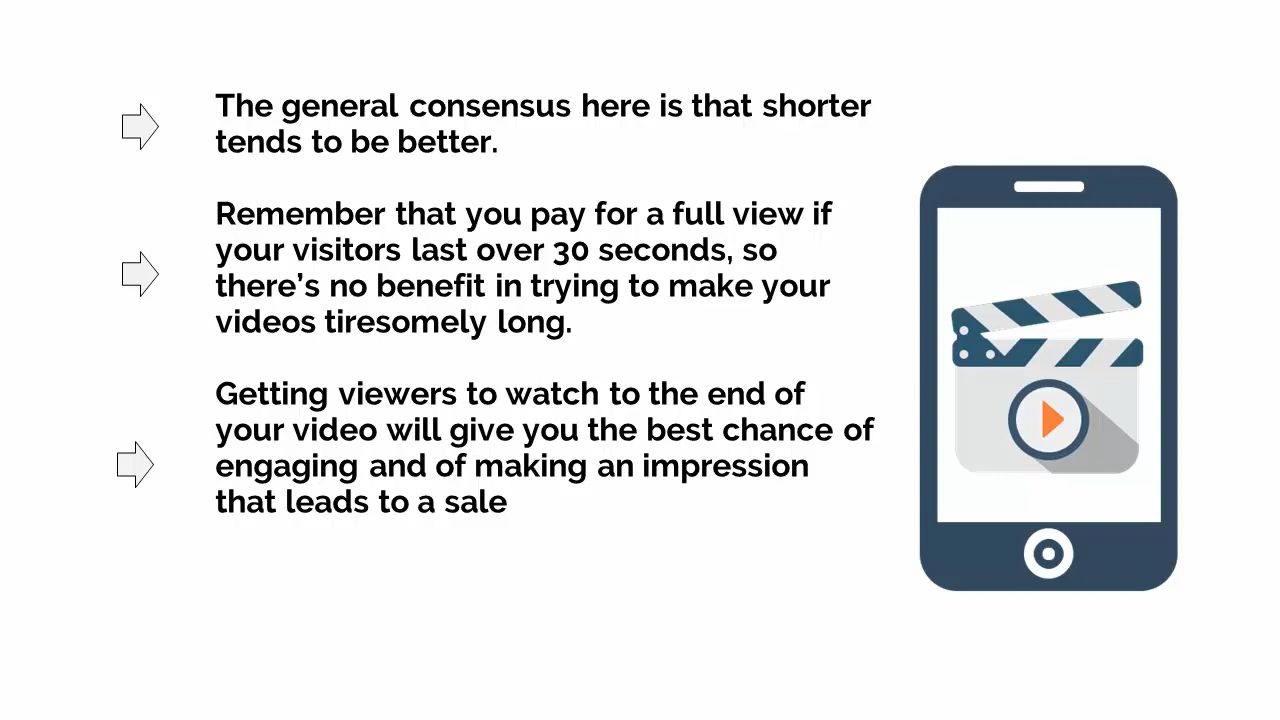 The general consensus here is that shorter
tends to be better.
Remember that you pay for a full view if
your visitors last over 30 seconds, so
there’s no benefit in trying to make your
videos tiresomely long.
Getting viewers to watch to the end of
your video will give you the best chance of
engaging and of making an impression
that leads to a sale